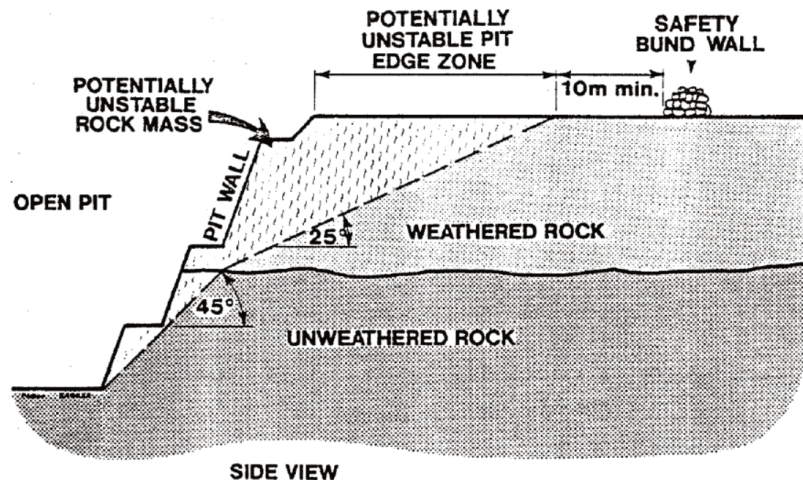 POTENTIALLY
UNSTABLE PIT
EDGE ZONE
SAFETY
BUND WALL
10m min.
POTENTIALLY
UNSTABLE
ROCK MASS
OPEN PIT
PIT WALL
25°
WEATHERED ROCK
45°
UNWEATHERED ROCK
SIDE VIEW